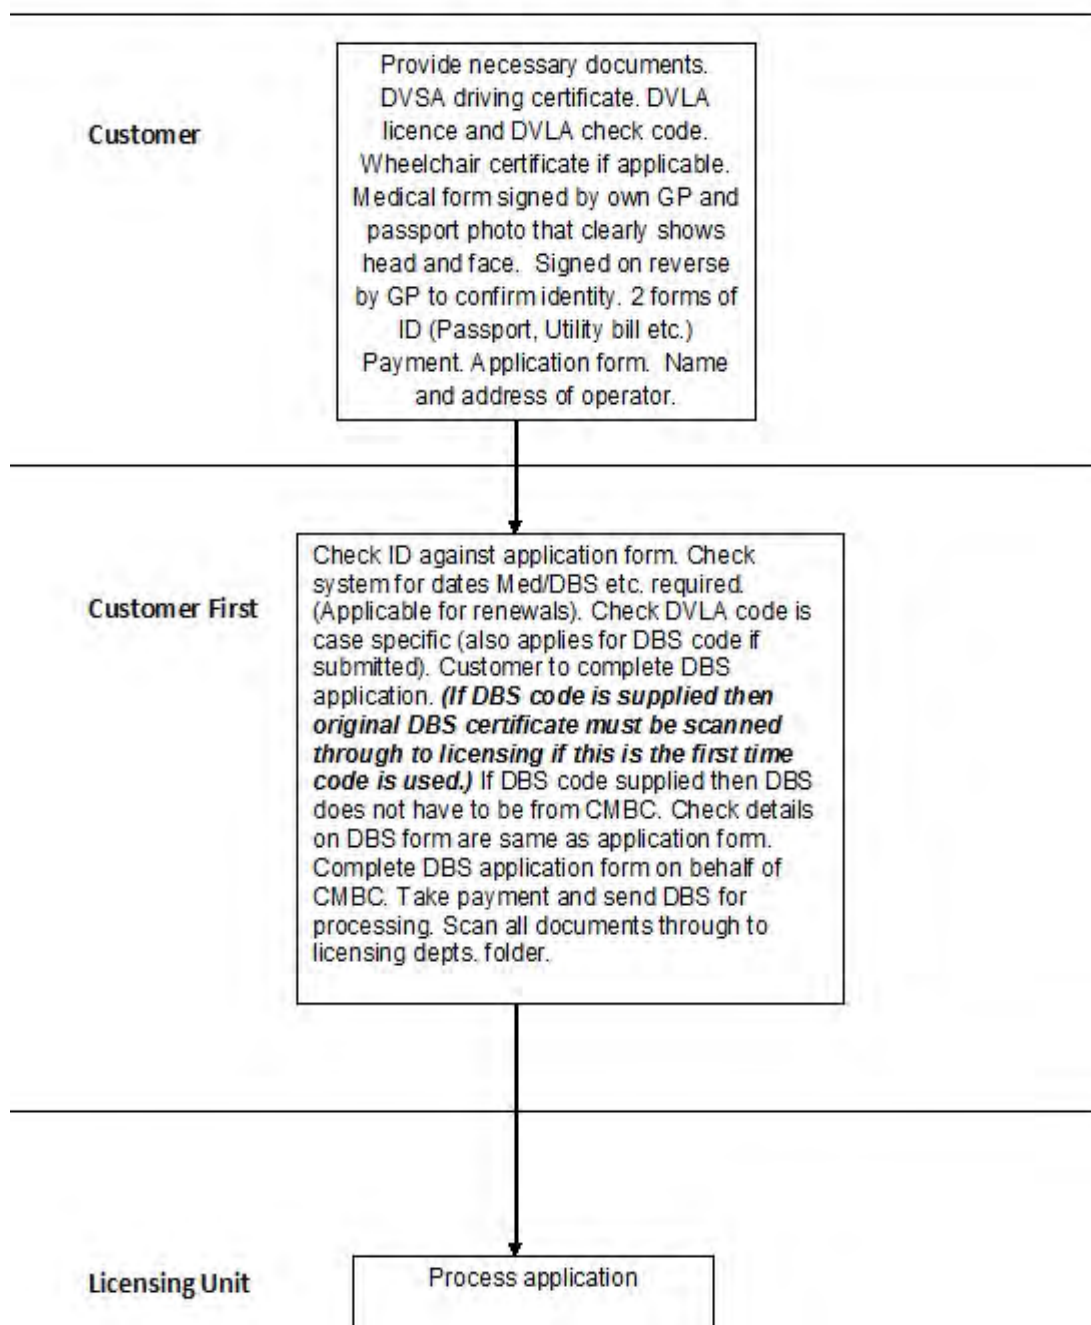 Customer
Provide necessary documents.
DVSA driving certificate. DVLA
licence and DVLA check code.
Wheelchair certificate if applicable.
Medical form signed by own GP and
passport photo that clearly shows
head and face.  Signed on reverse
by GP to confirm identity. 2 forms of
ID (Passport, Utility bill etc.)
Payment. Application form.  Name
and address of operator.
Customer First
Check ID against application form. Check
system for dates Med/DBS etc. required.
(Applicable for renewals). Check DVLA code is
case specific (also applies for DBS code if
submitted). Customer to complete DBS
application. (If DBS code is supplied then
original DBS certificate must be scanned
through to licensing if this is the first time
code is used.) If DBS code supplied then DBS
does not have to be from CMBC. Check details
on DBS form are same as application form.
Complete DBS application form on behalf of
CMBC. Take payment and send DBS for
processing. Scan all documents through to
licensing depts. folder.
Licensing Unit
Process application